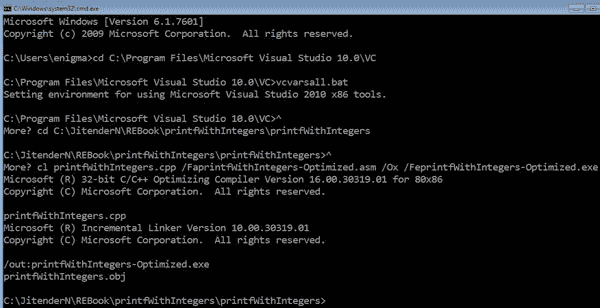 C:\Windows\system32\cmd.exe
Microsoft Windows [Version 6.1.7601]
Copyright (c) 2009 Microsoft Corporation.  All rights reserved.
C:\Users\enigma>cd C:\Program Files\Microsoft Visual Studio 10.0\VC
C:\Program Files\Microsoft Visual Studio 10.0\VC>vcvarsall.bat
Setting environment for using Microsoft Visual Studio 2010 x86 tools.
C:\Program Files\Microsoft Visual Studio 10.0\VC>^
More? cd C:\JitenderN\REBook\printfWithIntegers\printfWithIntegers
C:\JitenderN\REBook\printfWithIntegers\printfWithIntegers>^
More? cl printfWithIntegers.cpp /FaprintfWithIntegers-Optimized.asm /Ox /FeprintfWithIntegers-Optimized.exe
Microsoft (R) 32-bit C/C++ Optimizing Compiler Version 16.00.30319.01 for 80x86
Copyright (C) Microsoft Corporation.  All rights reserved.
printfWithIntegers.cpp
Microsoft (R) Incremental Linker Version 10.00.30319.01
Copyright (C) Microsoft Corporation.  All rights reserved.
/out:printfWithIntegers-Optimized.exe
printfWithIntegers.obj
C:\JitenderN\REBook\printfWithIntegers\printfWithIntegers>